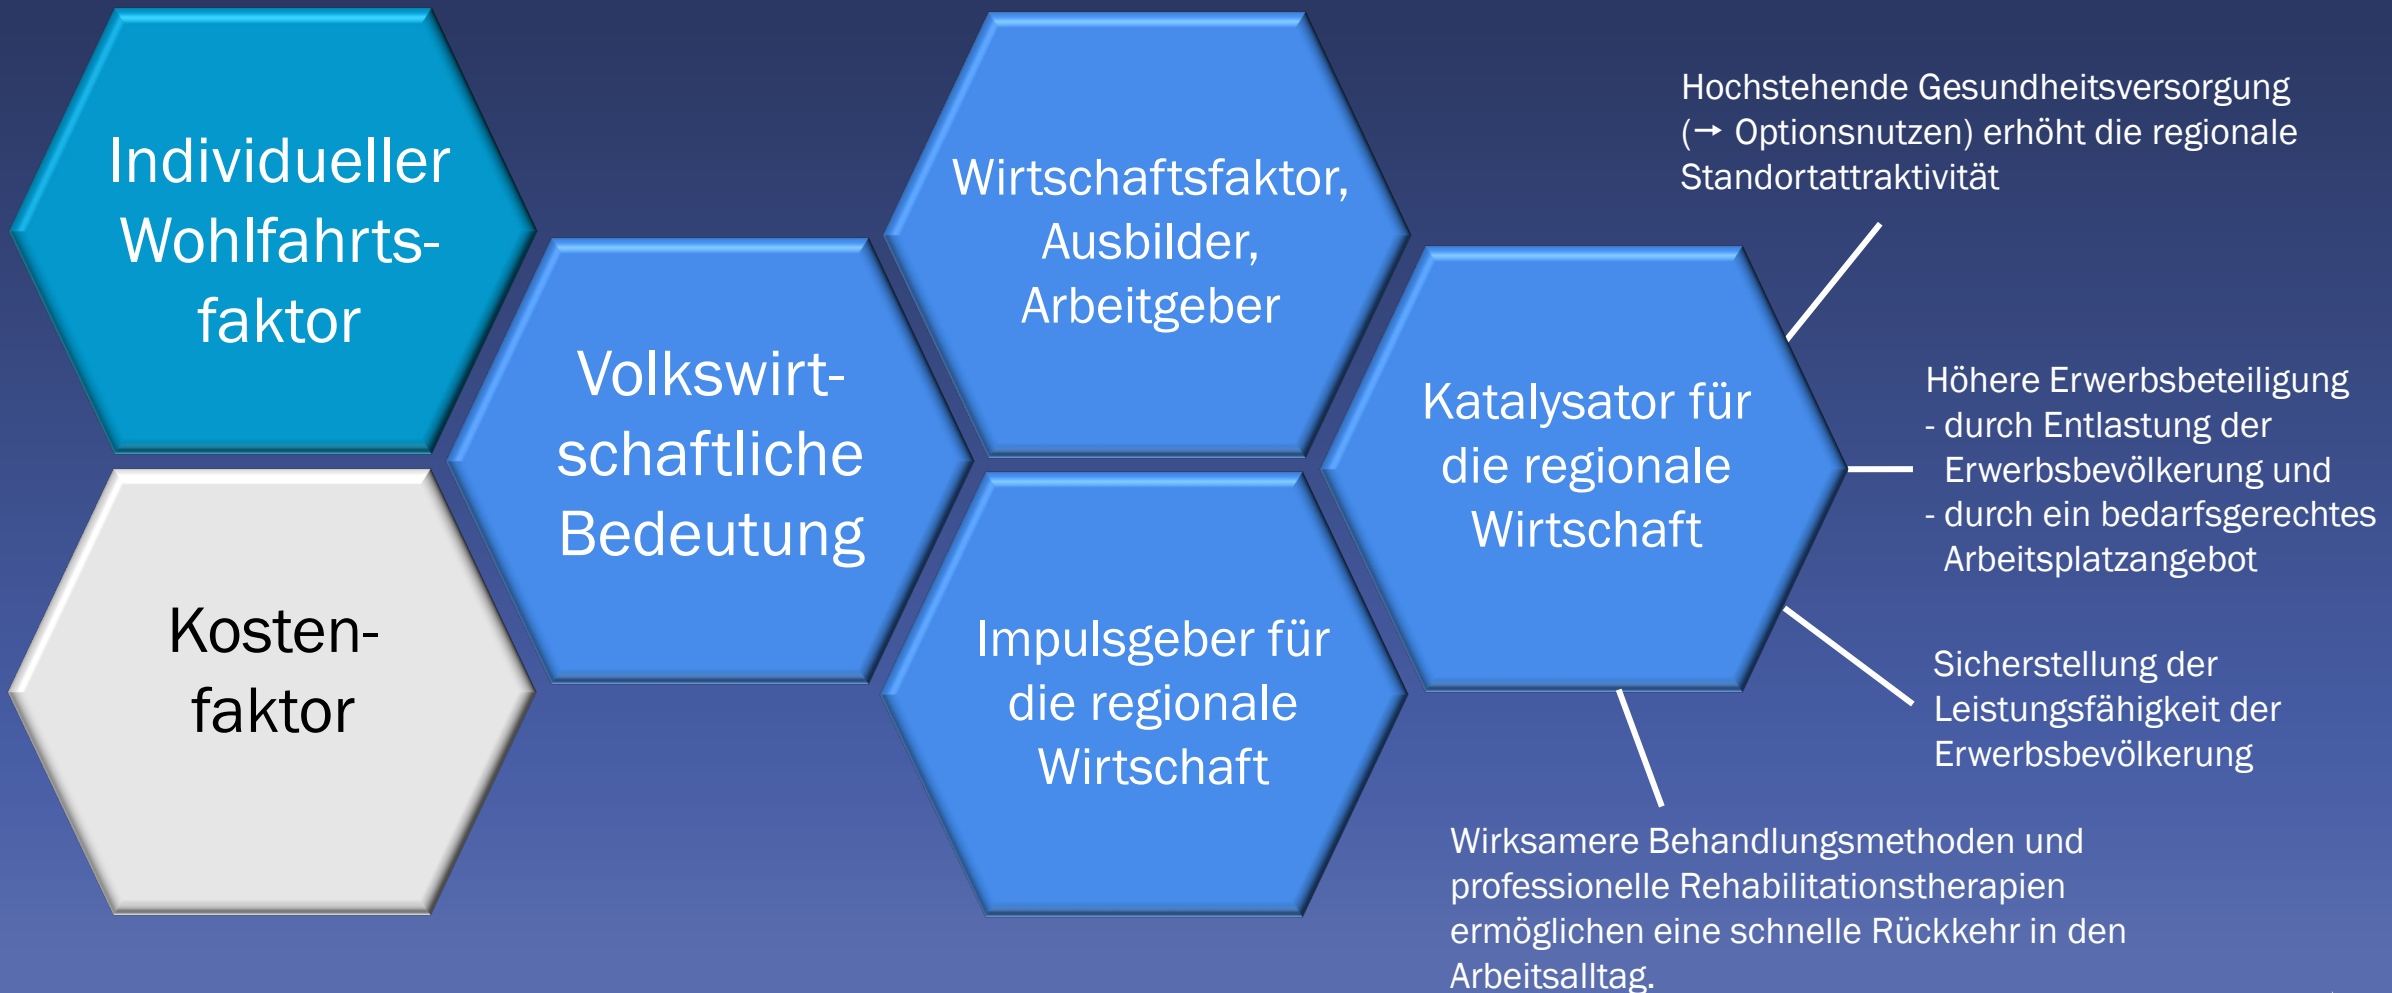 Individueller
Wohlfahrts-
faktor
Kosten-
faktor
Volkswirt-
schaftliche
Bedeutung
Wirtschaftsfaktor,
Ausbilder,
Arbeitgeber
Impulsgeber für
die regionale
Wirtschaft
Katalysator für
die regionale
Wirtschaft
Hochstehende Gesundheitsversorgung
(→ Optionsnutzen) erhöht die regionale
Standortattraktivität
Höhere Erwerbsbeteiligung
- durch Entlastung der
Erwerbsbevölkerung und
- durch ein bedarfsgerechtes
Arbeitsplatzangebot
Sicherstellung der
Leistungsfähigkeit der
Erwerbsbevölkerung
Wirksamere Behandlungsmethoden und
professionelle Rehabilitationstherapien
ermöglichen eine schnelle Rückkehr in den
Arbeitsalltag.